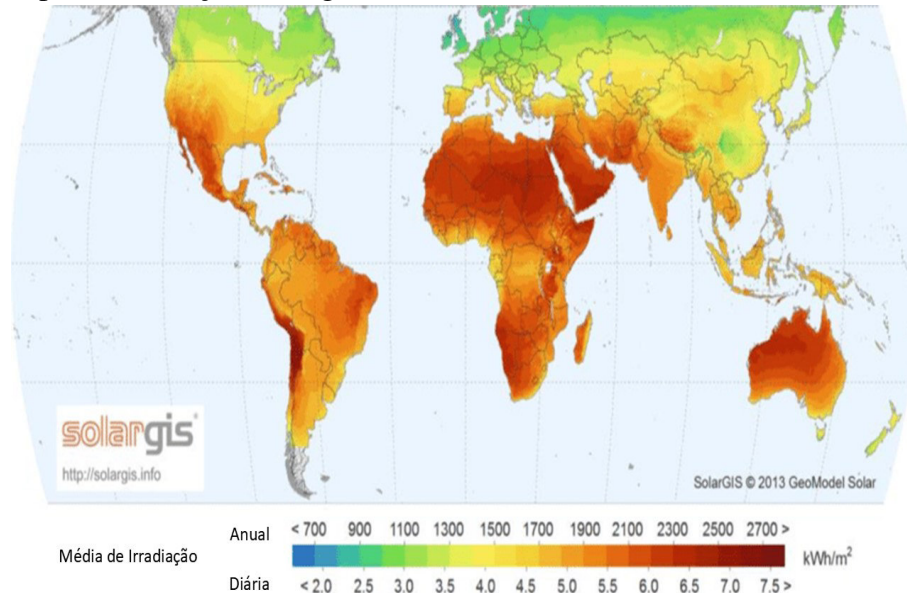 solargis
http://solargis.info
SolarGIS © 2013 GeoModel Solar
Anual <700 900 1100 1300 1500 1700 1900 2100 2300 2500 2700 >
Média de Irradiação kWh/m²
Diária <2.0 2.5 3.0 3.5 4.0 4.5 5.0 5.5 6.0 6.5 7.0 7.5 >